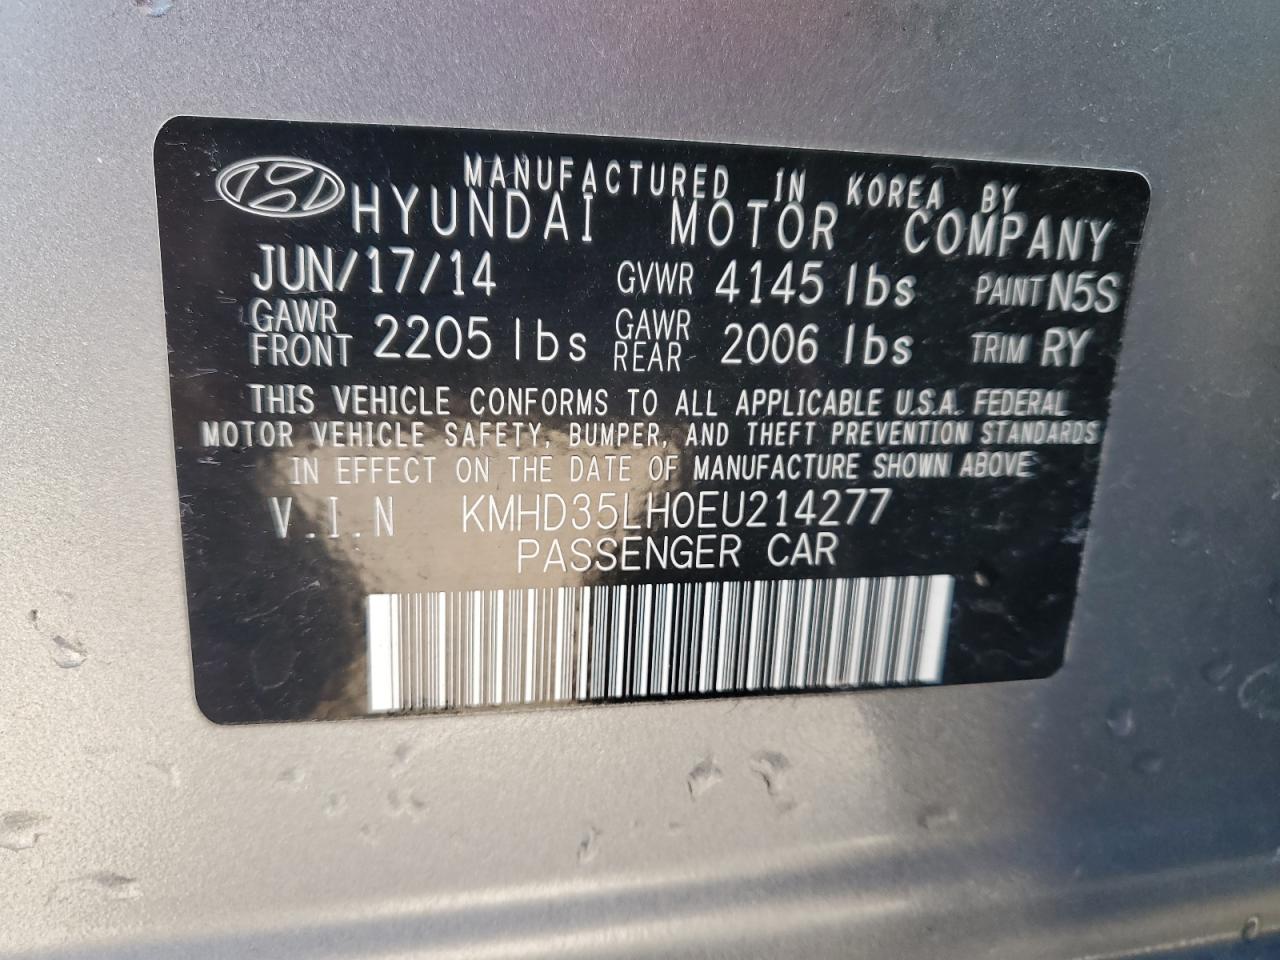 MANUFACTURED IN KOREA BY
HYUNDAI MOTOR COMPANY
JUN/17/14 GVWR 4145 lbs PAINT N5S
GAWR FRONT 2205 lbs GAWR REAR 2006 lbs TRIM RY
THIS VEHICLE CONFORMS TO ALL APPLICABLE U.S.A. FEDERAL
MOTOR VEHICLE SAFETY, BUMPER, AND THEFT PREVENTION STANDARDS
IN EFFECT ON THE DATE OF MANUFACTURE SHOWN ABOVE
V.I.N KMHD35LH0EU214277
PASSENGER CAR